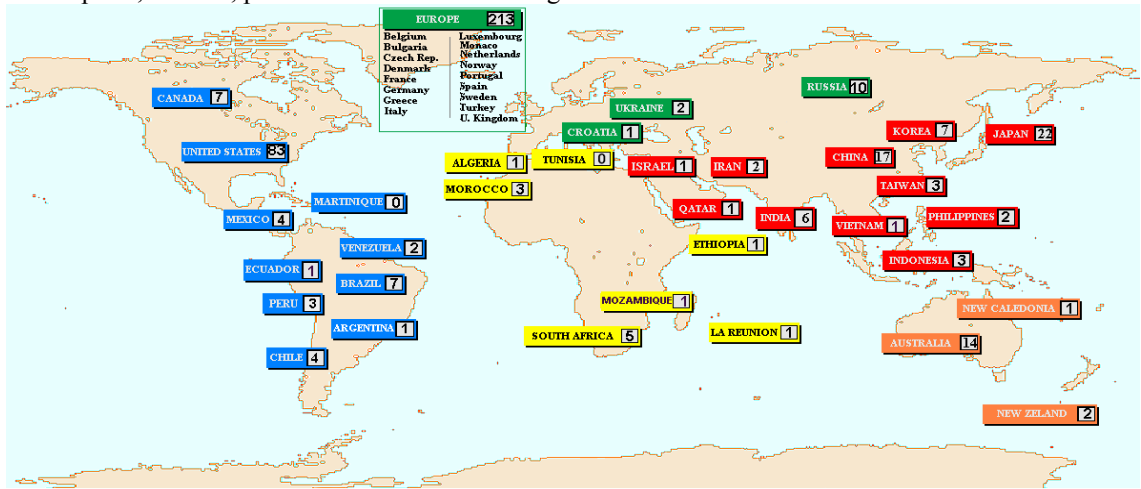 EUROPE 213
Belgium
Bulgaria
Czech Rep.
Denmark
France
Germany
Greece
Italy
Luxembourg
Monaco
Netherlands
Norway
Portugal
Spain
Sweden
Turkey
U. Kingdom
CANADA 7
UNITED STATES 83
MARTINIQUE 0
MEXICO 4
VENEZUELA 2
ECUADOR 1
BRAZIL 7
PERU 3
ARGENTINA 1
CHILE 4
RUSSIA 10
UKRAINE 2
CROATIA 1
ALGERIA 1
TUNISIA 0
MOROCCO 3
ISRAEL 1
IRAN 2
QATAR 1
INDIA 6
ETHIOPIA 1
MOZAMBIQUE 1
SOUTH AFRICA 5
LA REUNION 1
KOREA 7
JAPAN 22
CHINA 17
TAIWAN 3
PHILIPPINES 2
VIETNAM 1
INDONESIA 3
NEW CALEDONIA 1
AUSTRALIA 14
NEW ZELAND 2